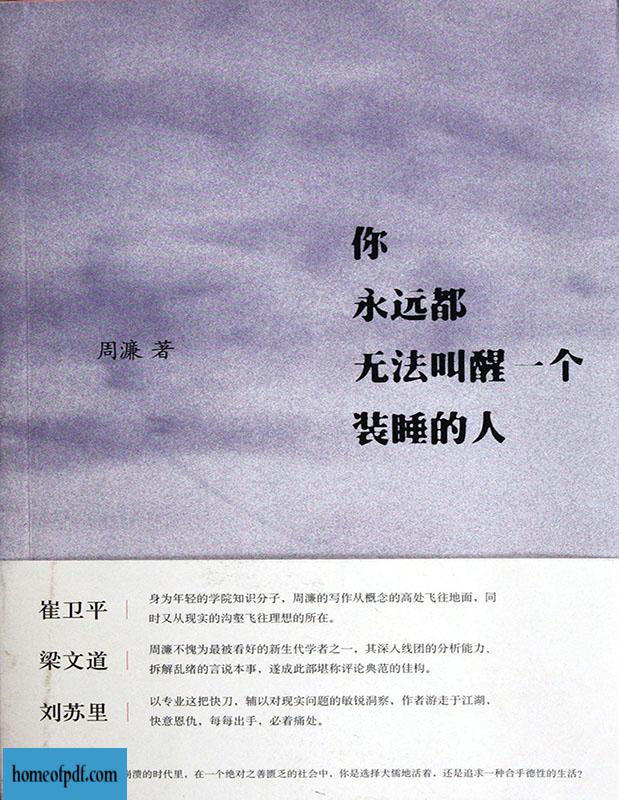 你
永远都
无法叫醒一个
装睡的人
周濂 著
崔卫平
身为年轻的学院知识分子，周濂的写作从概念的高处飞往地面，同
时又从现实的沟壑飞往理想的所在。
梁文道
周濂不愧为最被看好的新生代学者之一，其深入线团的分析能力、
拆解乱绪的言说本事，遂成此部堪称评论典范的佳构。
刘苏里
以专业这把快刀，辅以对现实问题的敏锐洞察，作者游走于江湖，
快意恩仇，每每出手，必着痛处。
溃的时代里，在一个绝对之善匮乏的社会中，你是选择犬儒地活着，还是追求一种合乎德性的生活？
homeofpdf.com